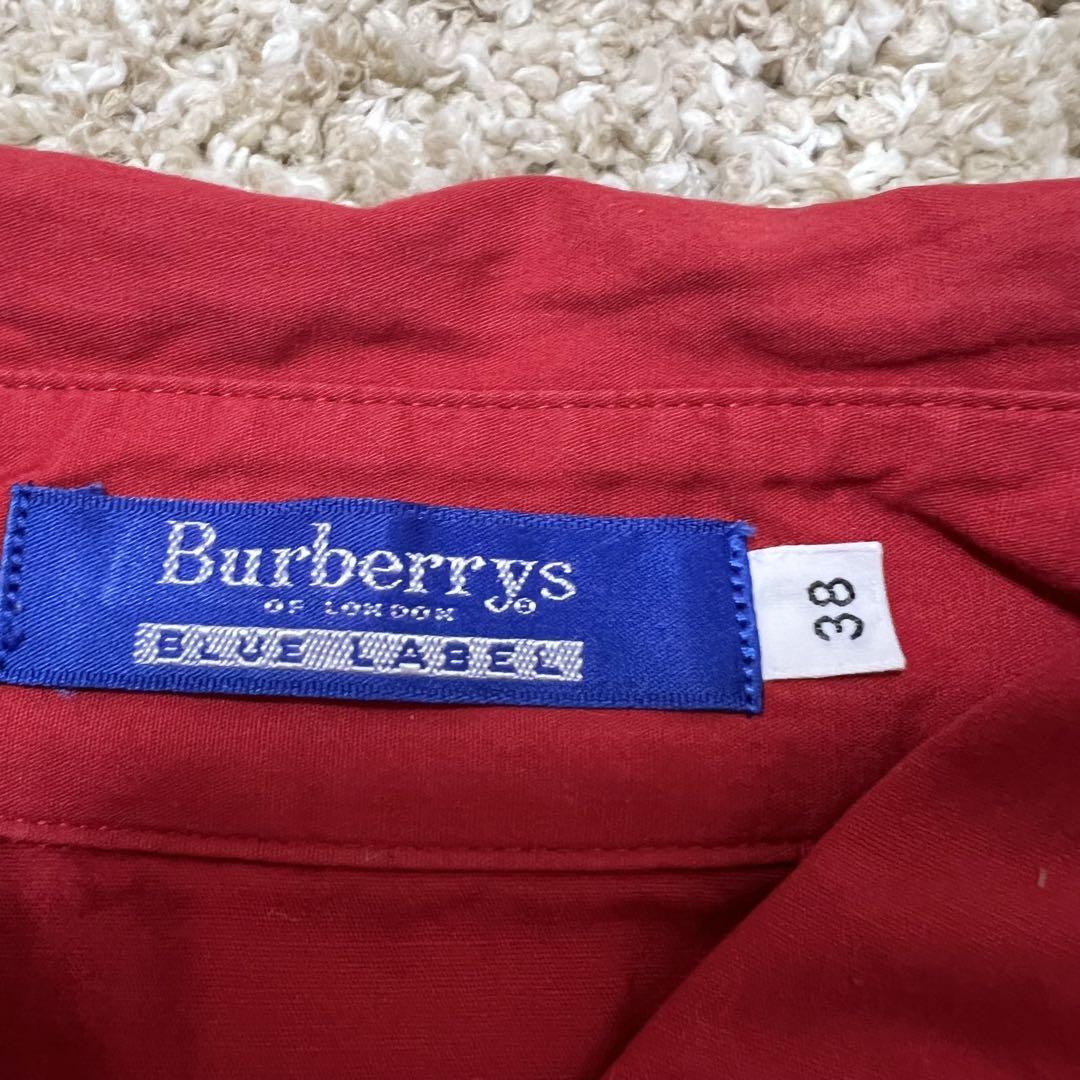 Burberrys®
OF LONDON
BLUE LABEL
38